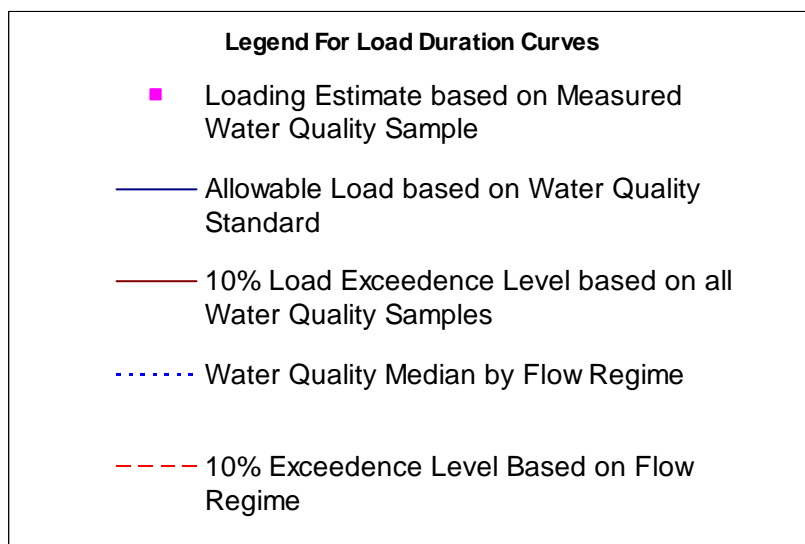 Legend For Load Duration Curves
Loading Estimate based on Measured
Water Quality Sample
Allowable Load based on Water Quality
Standard
10% Load Exceedence Level based on all
Water Quality Samples
Water Quality Median by Flow Regime
10% Exceedence Level Based on Flow
Regime